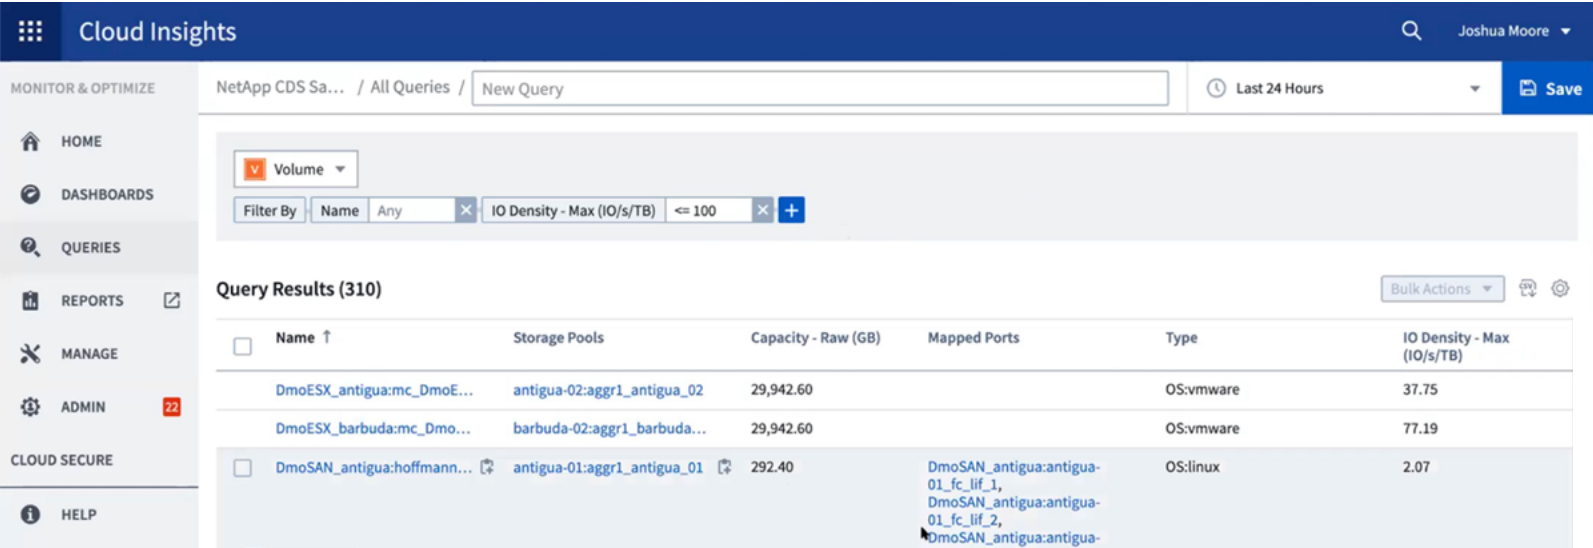 Cloud Insights
Joshua Moore
MONITOR & OPTIMIZE
NetApp CDS Sa... / All Queries / New Query
Last 24 Hours
Save
HOME
DASHBOARDS
QUERIES
REPORTS
MANAGE
ADMIN 22
CLOUD SECURE
HELP
V Volume
Filter By Name Any × IO Density - Max (IO/s/TB) <= 100 × +
Query Results (310)
Bulk Actions
CSV
Name ↑ Storage Pools Capacity - Raw (GB) Mapped Ports Type IO Density - Max
(IO/s/TB)
DmoESX_antigua:mc_DmoE... antigua-02:aggr1_antigua_02 29,942.60 OS:vmware 37.75
DmoESX_barbuda:mc_Dmo... barbuda-02:aggr1_barbuda... 29,942.60 OS:vmware 77.19
DmoSAN_antigua:hoffmann... antigua-01:aggr1_antigua_01 292.40 DmoSAN_antigua:antigua- OS:linux 2.07
01_fc_lif_1,
DmoSAN_antigua:antigua-
01_fc_lif_2,
DmoSAN_antigua:antigua-